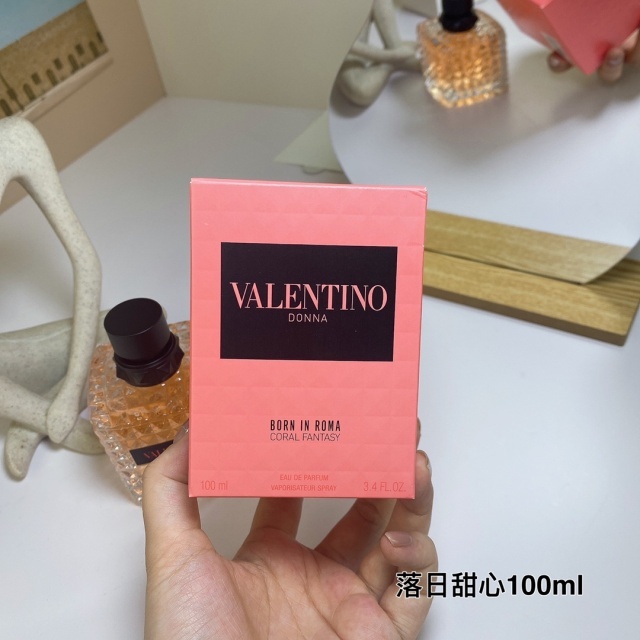 VALENTINO
DONNA
BORN IN ROMA
CORAL FANTASY
EAU DE PARFUM
100 ml VAPORISATEUR-SPRAY 3.4 FL.OZ.
落日甜心100ml